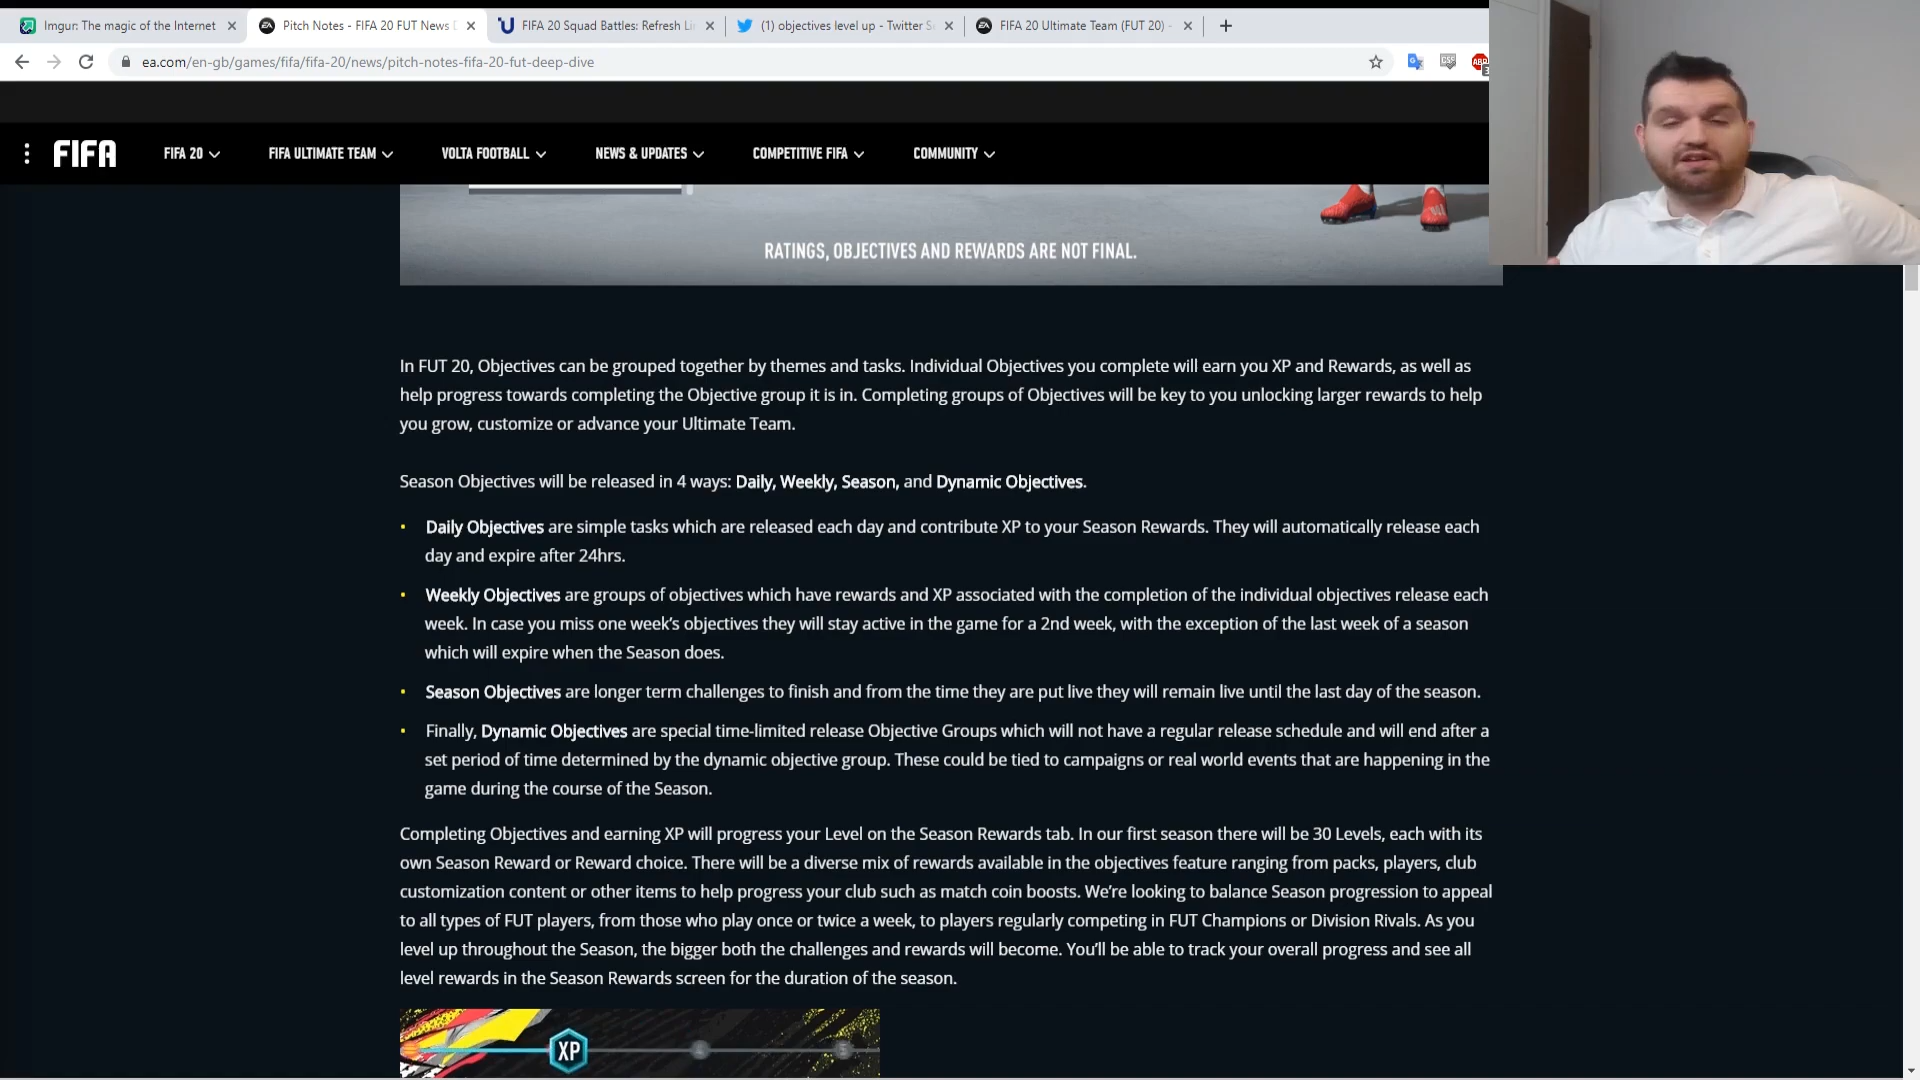 Imgur: The magic of the Internet
Pitch Notes - FIFA 20 FUT News D
FIFA 20 Squad Battles: Refresh Li
(1) objectives level up - Twitter Se
FIFA 20 Ultimate Team (FUT 20) -
ea.com/en-gb/games/fifa/fifa-20/news/pitch-notes-fifa-20-fut-deep-dive
FIFA
FIFA 20
FIFA ULTIMATE TEAM
VOLTA FOOTBALL
NEWS & UPDATES
COMPETITIVE FIFA
COMMUNITY
RATINGS, OBJECTIVES AND REWARDS ARE NOT FINAL.
In FUT 20, Objectives can be grouped together by themes and tasks. Individual Objectives you complete will earn you XP and Rewards, as well as
help progress towards completing the Objective group it is in. Completing groups of Objectives will be key to you unlocking larger rewards to help
you grow, customize or advance your Ultimate Team.
Season Objectives will be released in 4 ways: Daily, Weekly, Season, and Dynamic Objectives.
• Daily Objectives are simple tasks which are released each day and contribute XP to your Season Rewards. They will automatically release each
day and expire after 24hrs.
• Weekly Objectives are groups of objectives which have rewards and XP associated with the completion of the individual objectives release each
week. In case you miss one week's objectives they will stay active in the game for a 2nd week, with the exception of the last week of a season
which will expire when the Season does.
• Season Objectives are longer term challenges to finish and from the time they are put live they will remain live until the last day of the season.
• Finally, Dynamic Objectives are special time-limited release Objective Groups which will not have a regular release schedule and will end after a
set period of time determined by the dynamic objective group. These could be tied to campaigns or real world events that are happening in the
game during the course of the Season.
Completing Objectives and earning XP will progress your Level on the Season Rewards tab. In our first season there will be 30 Levels, each with its
own Season Reward or Reward choice. There will be a diverse mix of rewards available in the objectives feature ranging from packs, players, club
customization content or other items to help progress your club such as match coin boosts. We're looking to balance Season progression to appeal
to all types of FUT players, from those who play once or twice a week, to players regularly competing in FUT Champions or Division Rivals. As you
level up throughout the Season, the bigger both the challenges and rewards will become. You'll be able to track your overall progress and see all
level rewards in the Season Rewards screen for the duration of the season.
XP